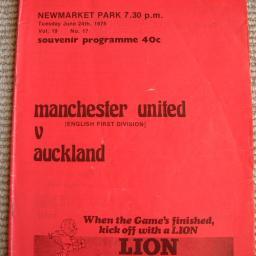 NEWMARKET PARK 7.30 p.m.
Tuesday June 24th, 1975
Vol. 19 No. 17
souvenir programme 40c
manchester united
[ENGLISH FIRST DIVISION]
v
auckland
When the Game's finished,
kick off with a LION
LION